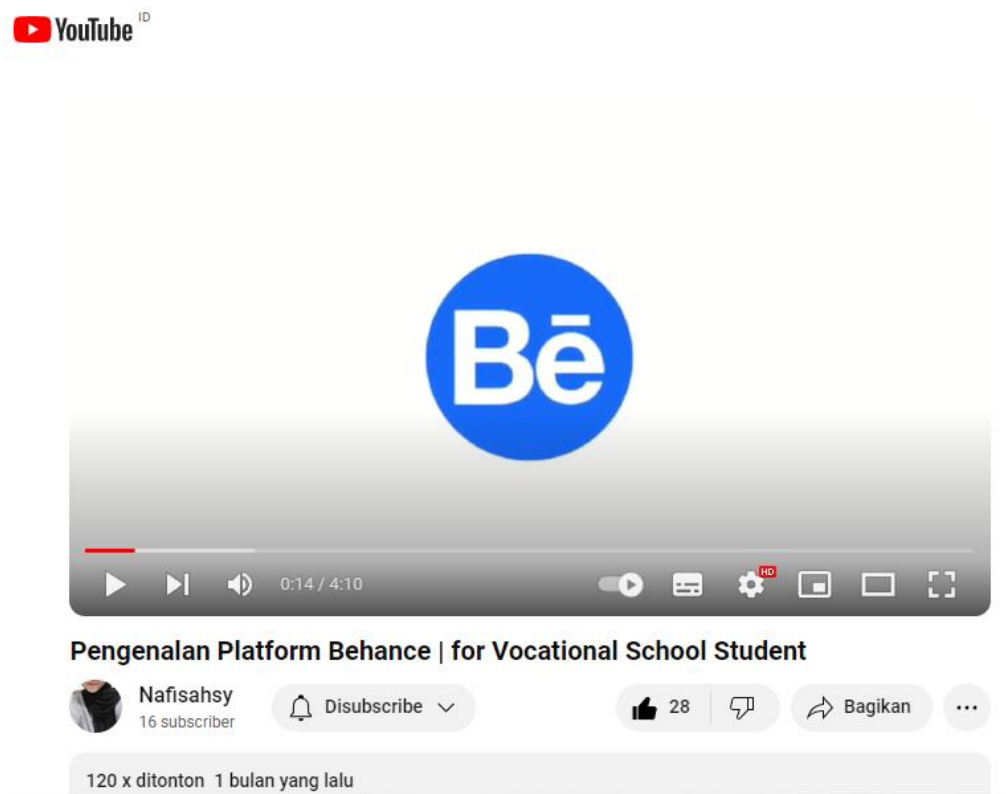 YouTube ID
Bē
HD
0:14 / 4:10
Pengenalan Platform Behance | for Vocational School Student
Nafisahsy
16 subscriber
Disubscribe
28
Bagikan
120 x ditonton 1 bulan yang lalu